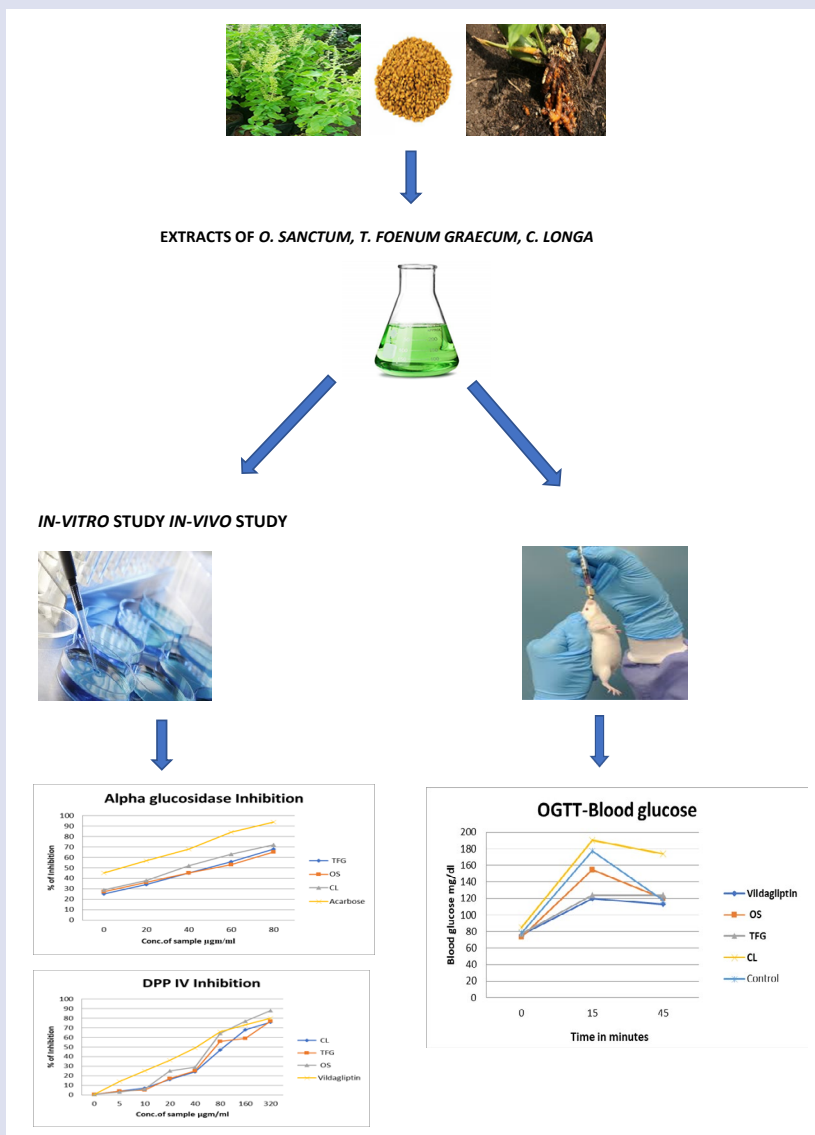 EXTRACTS OF O. SANCTUM, T. FOENUM GRAECUM, C. LONGA
IN-VITRO STUDY IN-VIVO STUDY
Alpha glucosidase Inhibition
% of Inhibition
100
90
80
70
60
50
40
30
20
10
0
0 20 40 60 80
Conc.of sample µgm/ml
TFG
OS
CL
Acarbose
DPP IV Inhibition
% of Inhibition
100
90
80
70
60
50
40
30
20
10
0
0 5 10 20 40 80 160 320
Conc.of sample µgm/ml
CL
TFG
OS
Vildagliptin
OGTT-Blood glucose
Blood glucose mg/dl
200
180
160
140
120
100
80
60
40
20
0
0 15 45
Time in minutes
Vildagliptin
OS
TFG
CL
Control